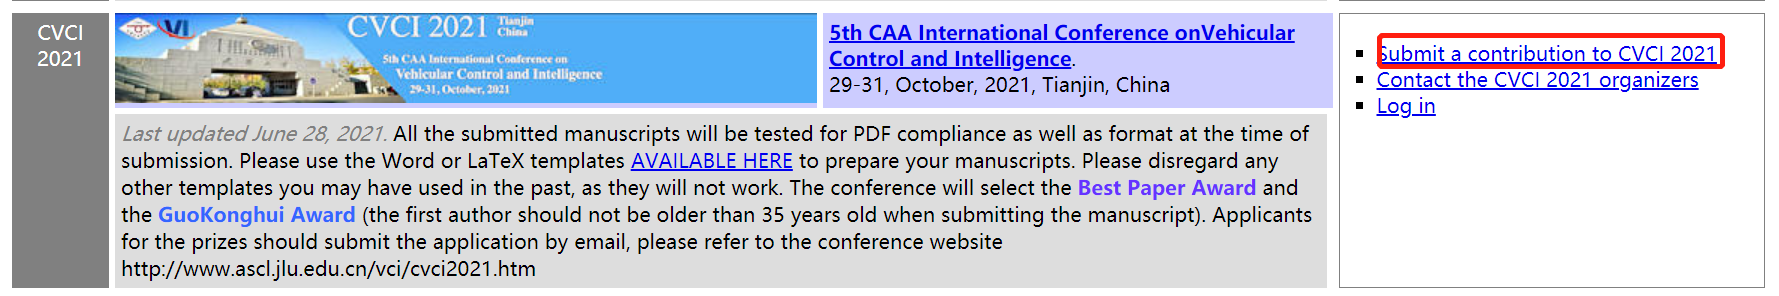 CVCI
2021
CVCI 2021 Tianjin
China
5th CAA International Conference on
Vehicular Control and Intelligence
29-31, October, 2021
5th CAA International Conference onVehicular
Control and Intelligence.
29-31, October, 2021, Tianjin, China
Last updated June 28, 2021. All the submitted manuscripts will be tested for PDF compliance as well as format at the time of
submission. Please use the Word or LaTeX templates AVAILABLE HERE to prepare your manuscripts. Please disregard any
other templates you may have used in the past, as they will not work. The conference will select the Best Paper Award and
the GuoKonghui Award (the first author should not be older than 35 years old when submitting the manuscript). Applicants
for the prizes should submit the application by email, please refer to the conference website
http://www.ascl.jlu.edu.cn/vci/cvci2021.htm
Submit a contribution to CVCI 2021
Contact the CVCI 2021 organizers
Log in